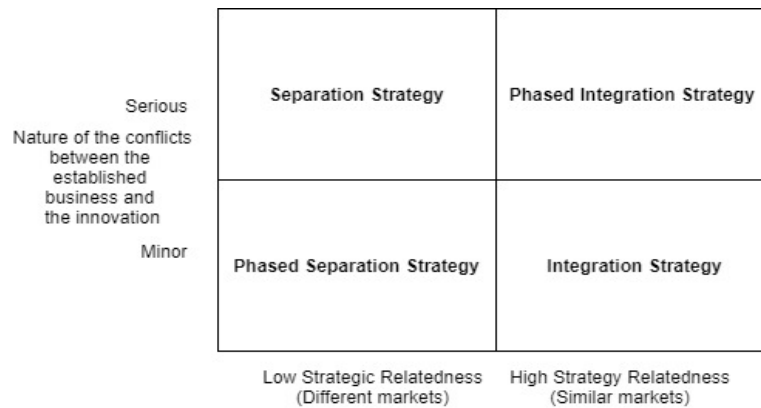 Separation Strategy
Phased Integration Strategy
Serious
Nature of the conflicts
between the
established
business and
the innovation
Minor
Phased Separation Strategy
Integration Strategy
Low Strategic Relatedness
(Different markets)
High Strategy Relatedness
(Similar markets)